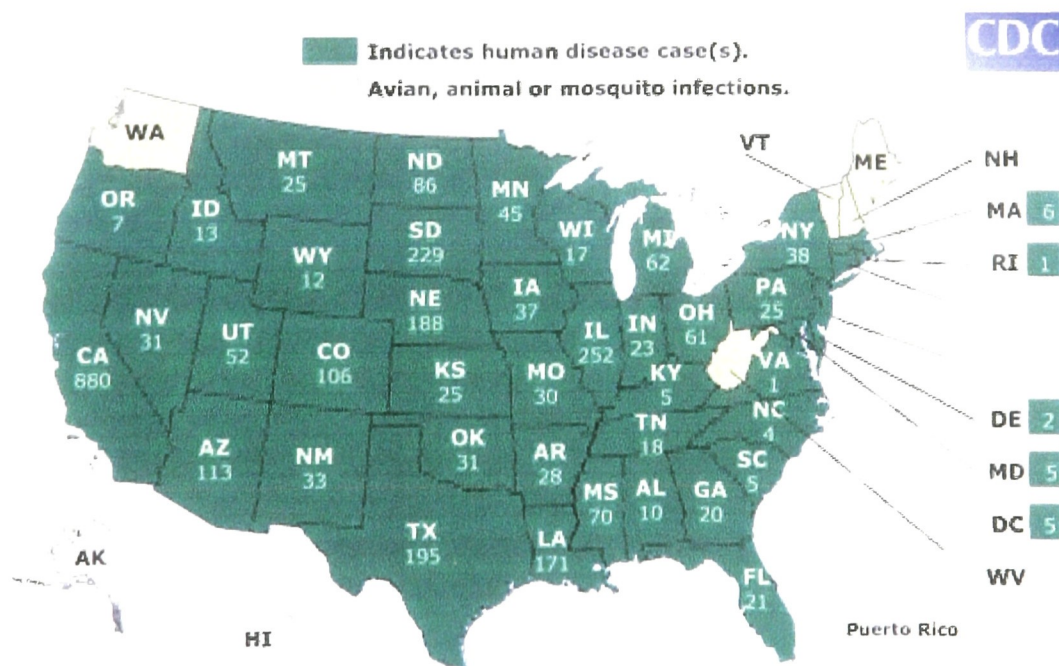 CDC
Indicates human disease case(s).
Avian, animal or mosquito infections.
WA
VT
ME
NH
MT
25
ND
86
MN
45
OR
7
ID
13
SD
229
WI
17
MI
62
NY
38
MA 6
WY
12
RI 1
NE
188
IA
37
PA
25
NV
31
UT
52
CO
106
IL
252
IN
23
OH
61
CA
880
KS
25
MO
30
KY
5
VA
1
NC
4
DE 2
AZ
113
NM
33
OK
31
AR
28
TN
18
SC
5
MD 5
MS
70
AL
10
GA
20
DC 5
TX
195
LA
171
AK
WV
FL
21
HI
Puerto Rico